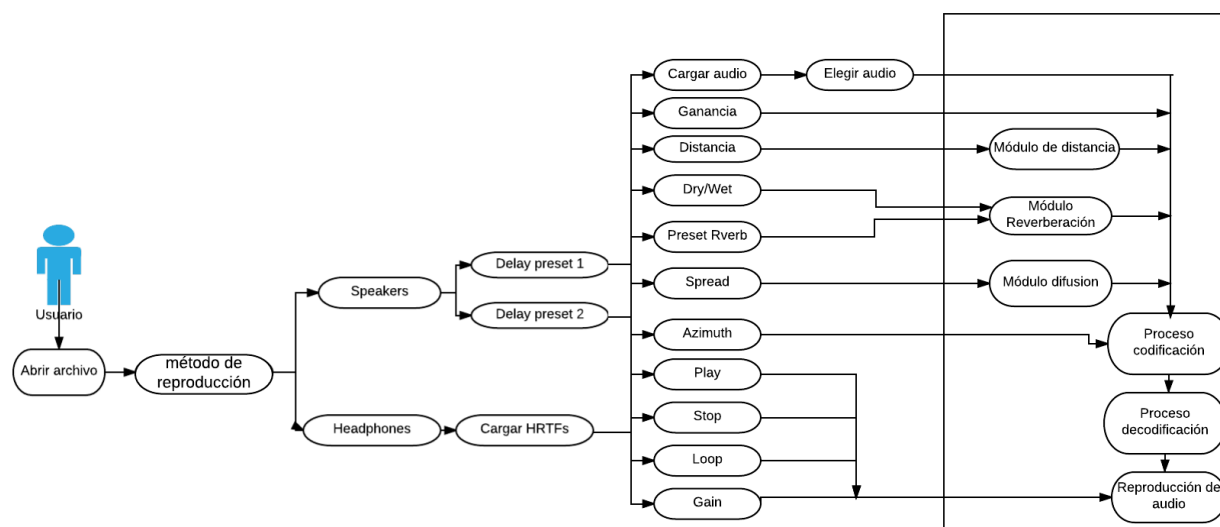 Usuario
Abrir archivo
método de
reproducción
Speakers
Headphones
Delay preset 1
Delay preset 2
Cargar HRTFs
Cargar audio
Elegir audio
Ganancia
Distancia
Dry/Wet
Preset Rverb
Spread
Azimuth
Play
Stop
Loop
Gain
Módulo de distancia
Módulo
Reverberación
Módulo difusion
Proceso
codificación
Proceso
decodificación
Reproducción de
audio